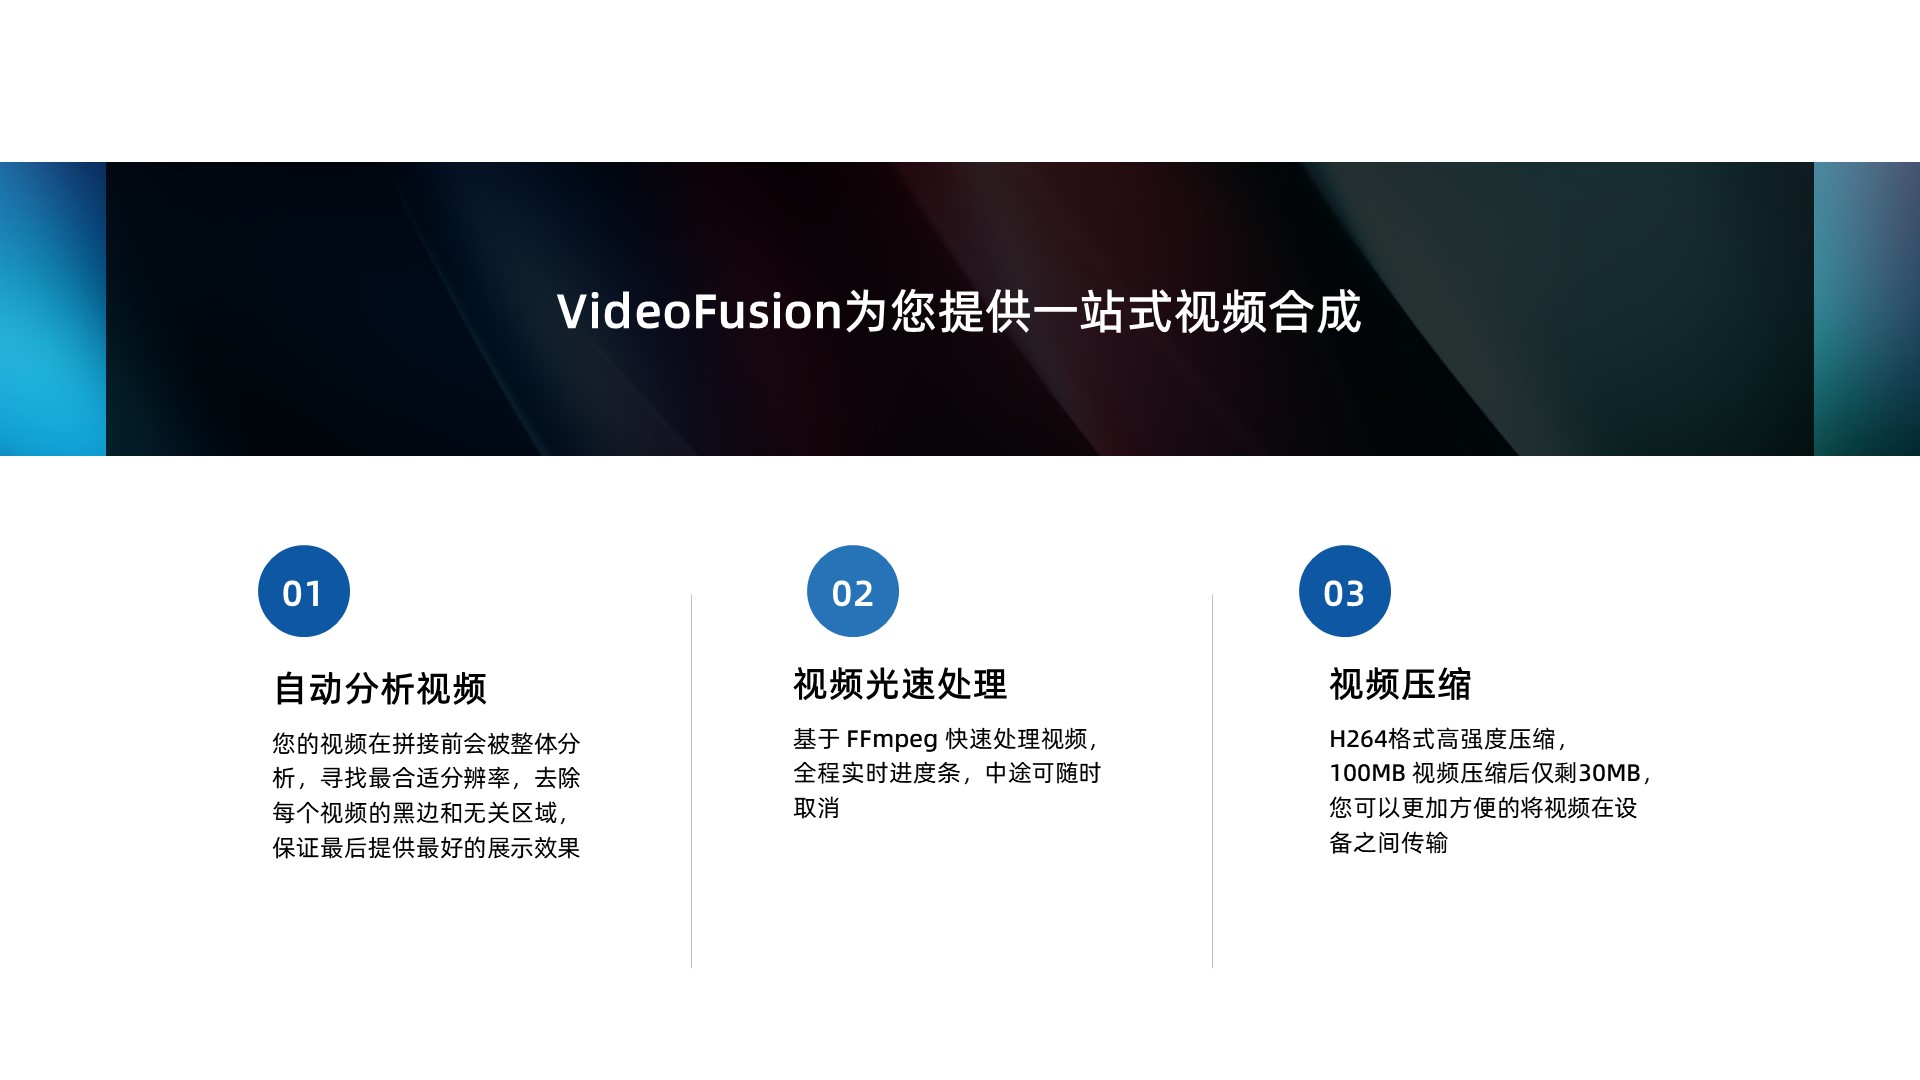 VideoFusion为您提供一站式视频合成
01
自动分析视频
您的视频在拼接前会被整体分
析，寻找最合适分辨率，去除
每个视频的黑边和无关区域，
保证最后提供最好的展示效果
02
视频光速处理
基于 FFmpeg 快速处理视频，
全程实时进度条，中途可随时
取消
03
视频压缩
H264格式高强度压缩，
100MB 视频压缩后仅剩30MB，
您可以更加方便的将视频在设
备之间传输